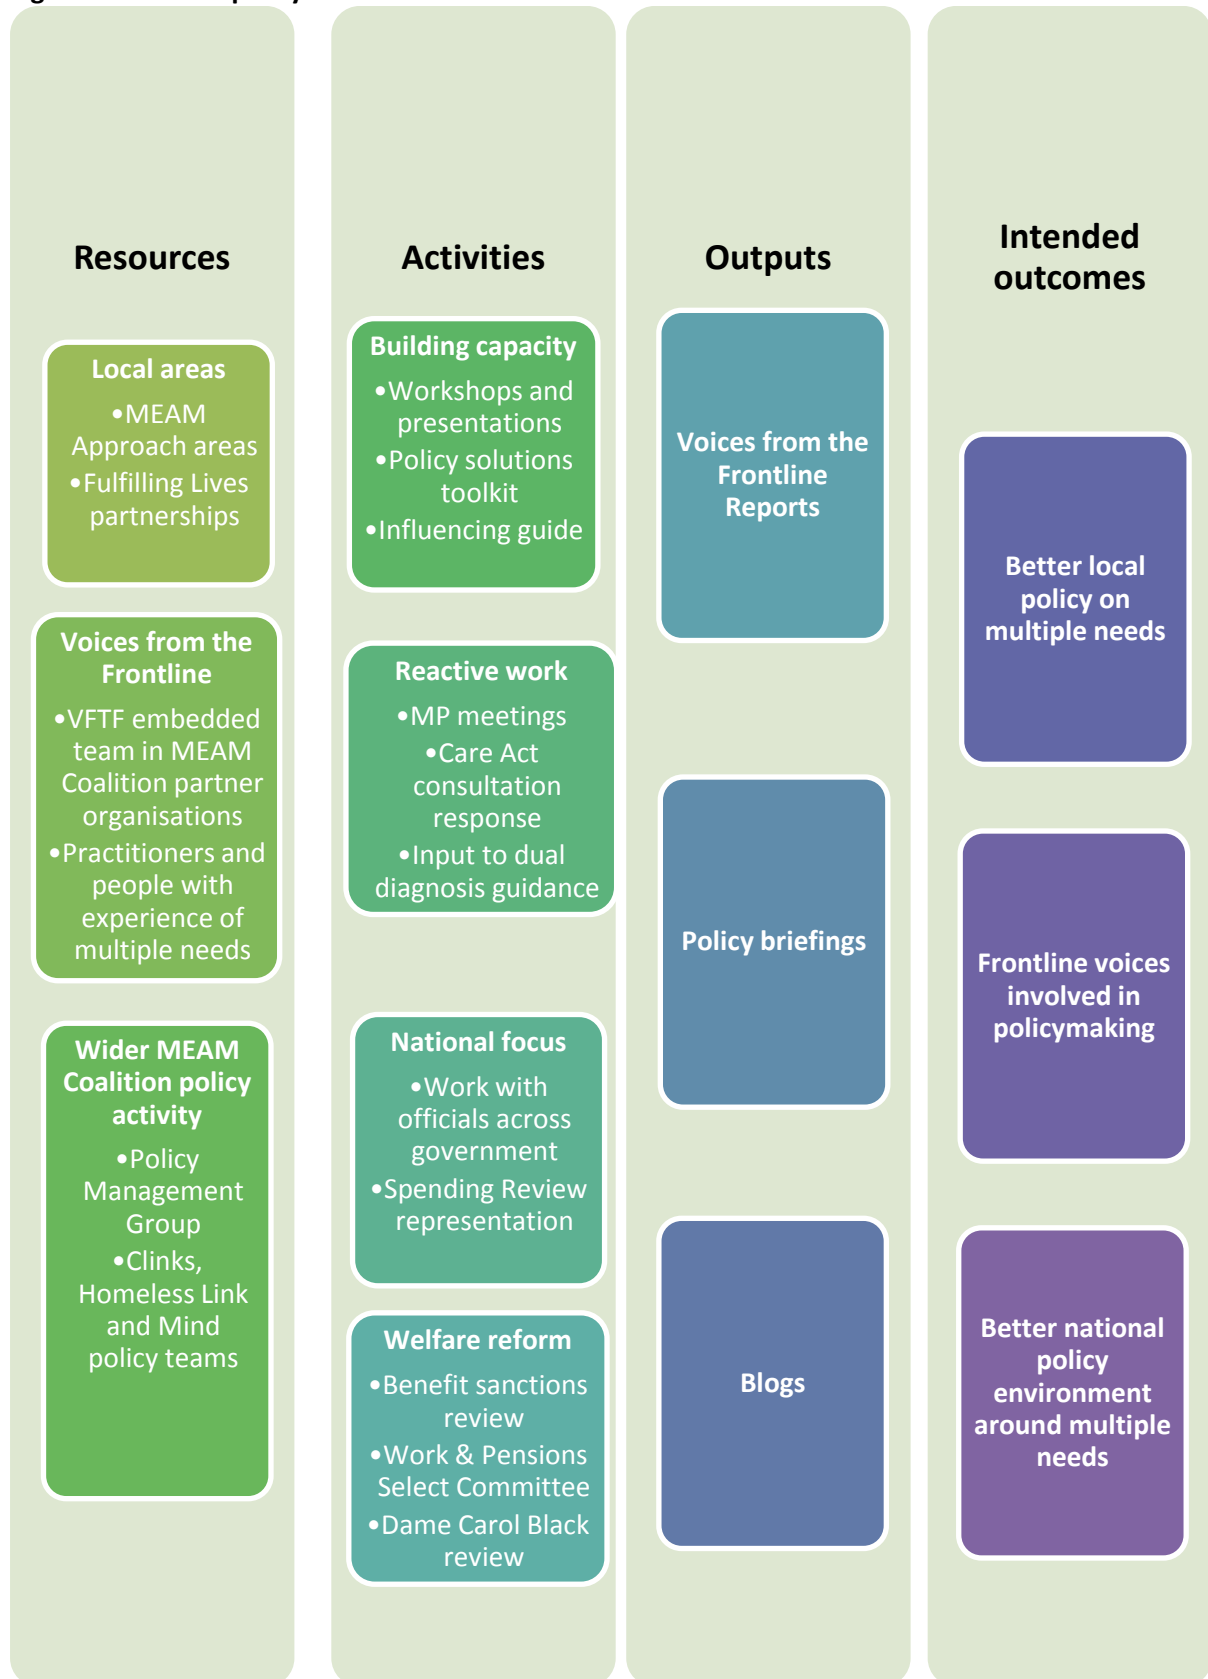 Resources
Local areas
•MEAM
Approach areas
•Fulfilling Lives
partnerships
Voices from the
Frontline
•VFTF embedded
team in MEAM
Coalition partner
organisations
•Practitioners and
people with
experience of
multiple needs
Wider MEAM
Coalition policy
activity
•Policy
Management
Group
•Clinks,
Homeless Link
and Mind
policy teams
Activities
Building capacity
•Workshops and
presentations
•Policy solutions
toolkit
•Influencing guide
Reactive work
•MP meetings
•Care Act
consultation
response
•Input to dual
diagnosis guidance
National focus
•Work with
officials across
government
•Spending Review
representation
Welfare reform
•Benefit sanctions
review
•Work & Pensions
Select Committee
•Dame Carol Black
review
Outputs
Voices from the
Frontline
Reports
Policy briefings
Blogs
Intended
outcomes
Better local
policy on
multiple needs
Frontline voices
involved in
policymaking
Better national
policy
environment
around multiple
needs